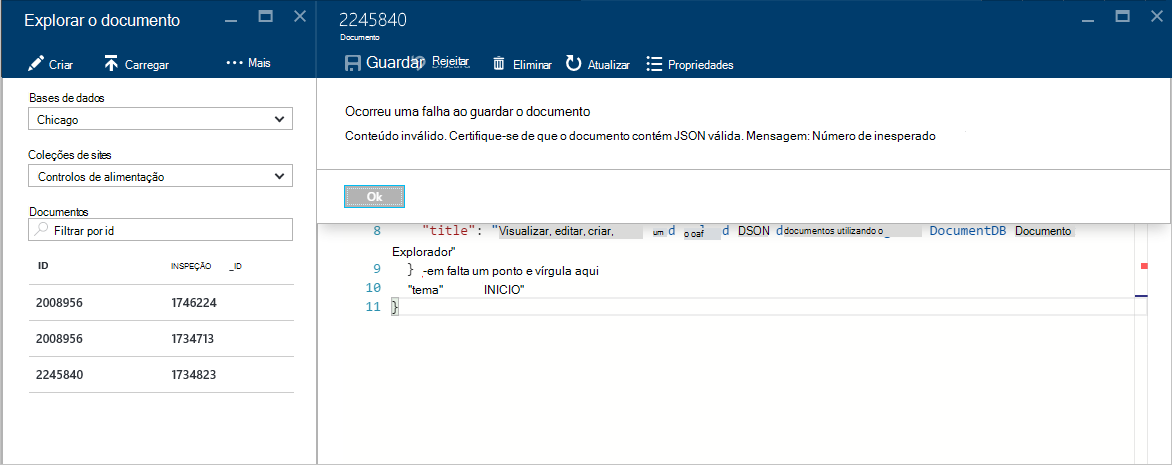 Explorar o documento
Criar
Carregar
Mais
Bases de dados
Chicago
Coleções de sites
Controlos de alimentação
Documentos
Filtrar por id
ID INSPEÇÃO _ID
2008956 1746224
2008956 1734713
2245840 1734823
2245840
Documento
Guardar
Rejeitar
Eliminar
Atualizar
Propriedades
Ocorreu uma falha ao guardar o documento
Conteúdo inválido. Certifique-se de que o documento contém JSON válida. Mensagem: Número de inesperado
Ok
8 "title": "Visualizar, editar, criar, um d o oaf d DSON documentos utilizando o DocumentDB Documento
Explorador"
9 } -em falta um ponto e vírgula aqui
10 "tema" INICIO"
11 }